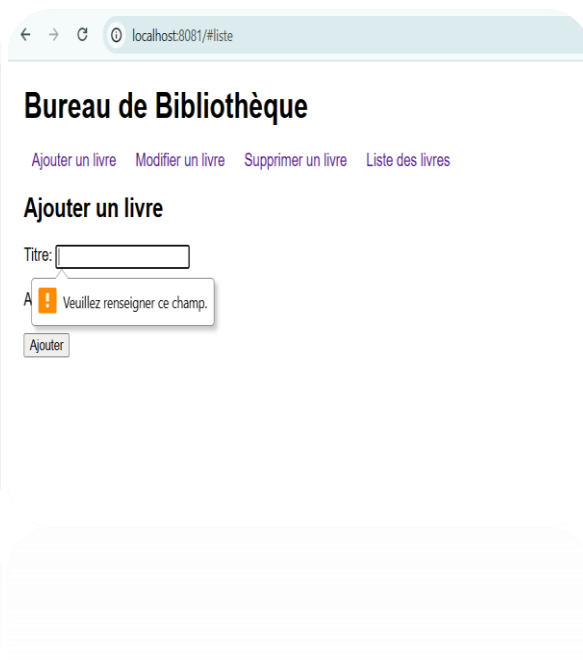 localhost:8081/#liste
Bureau de Bibliothèque
Ajouter un livre Modifier un livre Supprimer un livre Liste des livres
Ajouter un livre
Titre:
A
Veuillez renseigner ce champ.
Ajouter